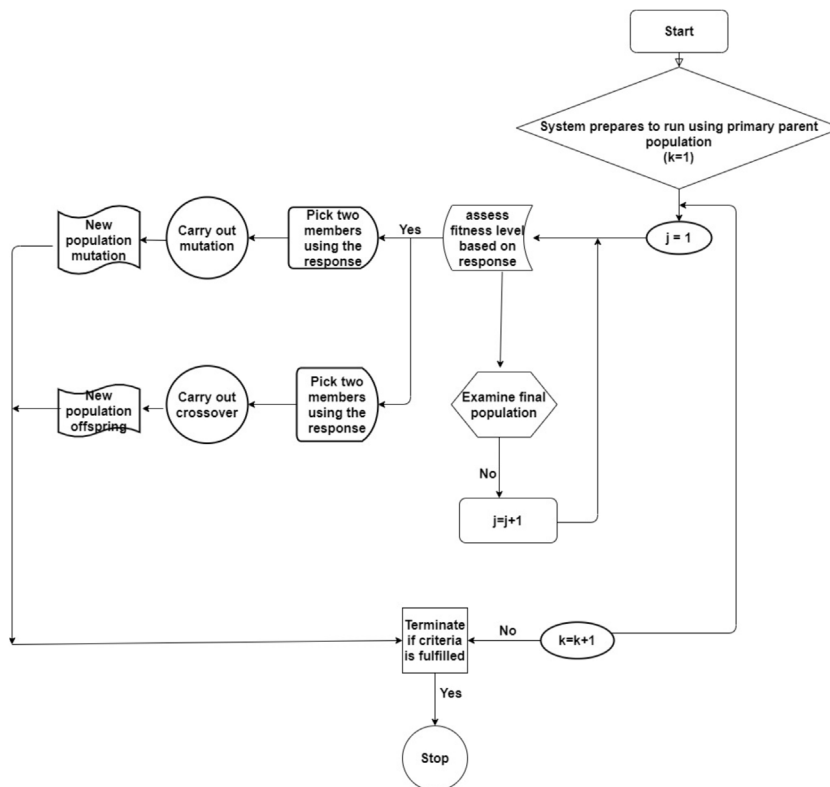 Start
System prepares to run using primary parent
population
(k=1)
j = 1
assess
fitness level
based on
response
Yes
Pick two
members
using the
response
Carry out
mutation
New
population
mutation
Pick two
members
using the
response
Carry out
crossover
New
population
offspring
Examine final
population
No
j=j+1
Terminate
if criteria
is fulfilled
No
k=k+1
Yes
Stop